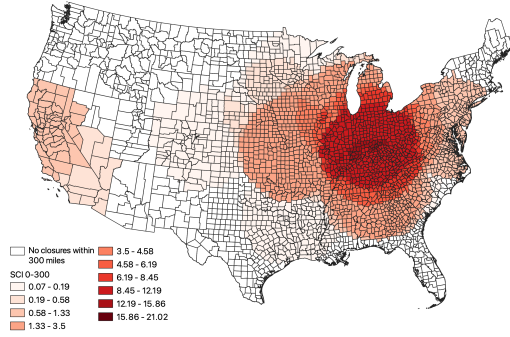 No closures within
300 miles
SCI 0-300
0.07 - 0.19
0.19 - 0.58
0.58 - 1.33
1.33 - 3.5
3.5 - 4.58
4.58 - 6.19
6.19 - 8.45
8.45 - 12.19
12.19 - 15.86
15.86 - 21.02